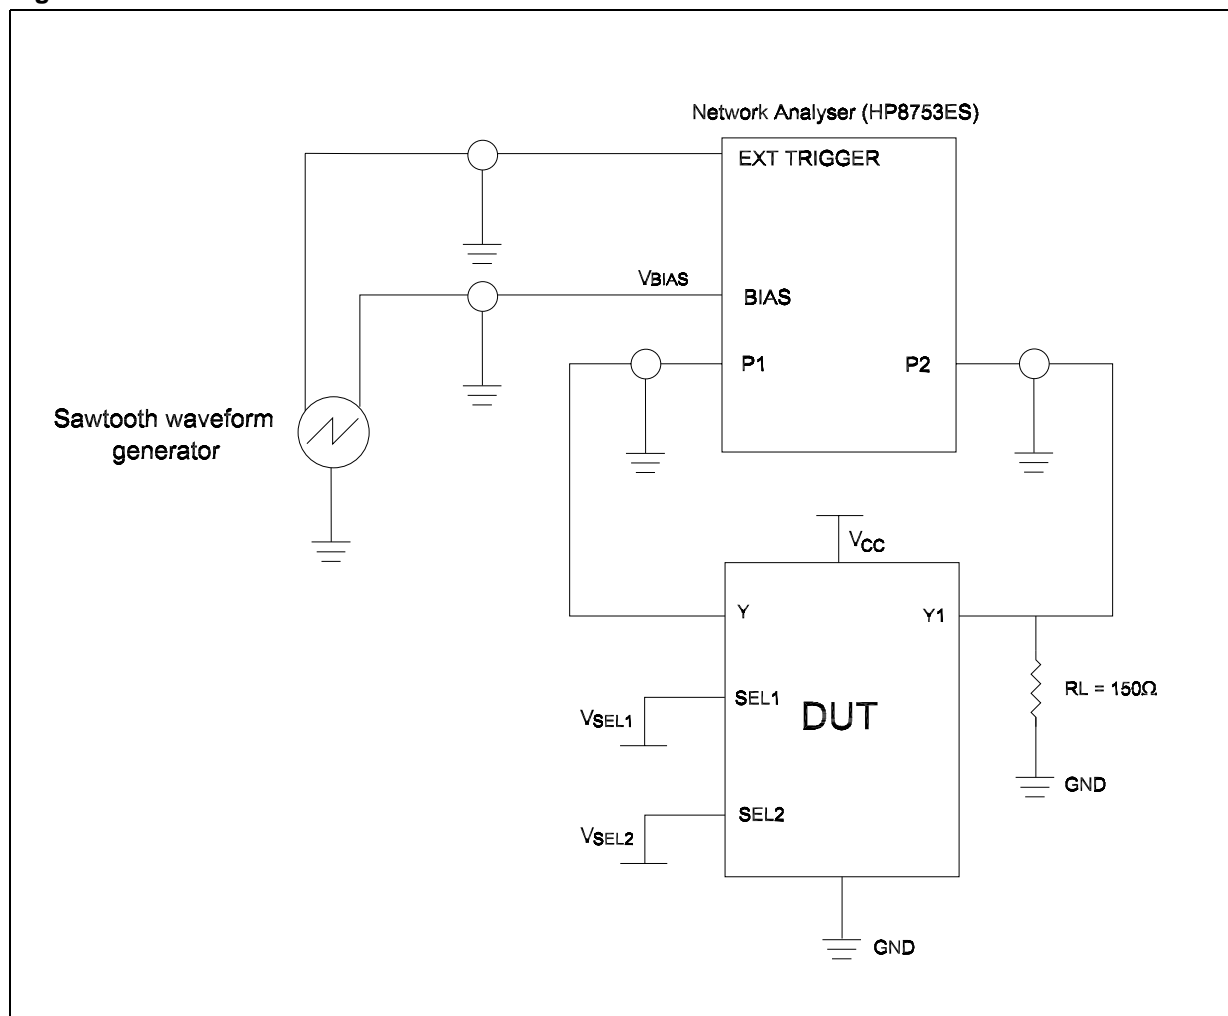 Network Analyser (HP8753ES)
EXT TRIGGER
VBIAS
BIAS
P1
P2
Sawtooth waveform
generator
VCC
Y
Y1
SEL1
VSEL1
DUT
RL = 150Ω
GND
SEL2
VSEL2
GND